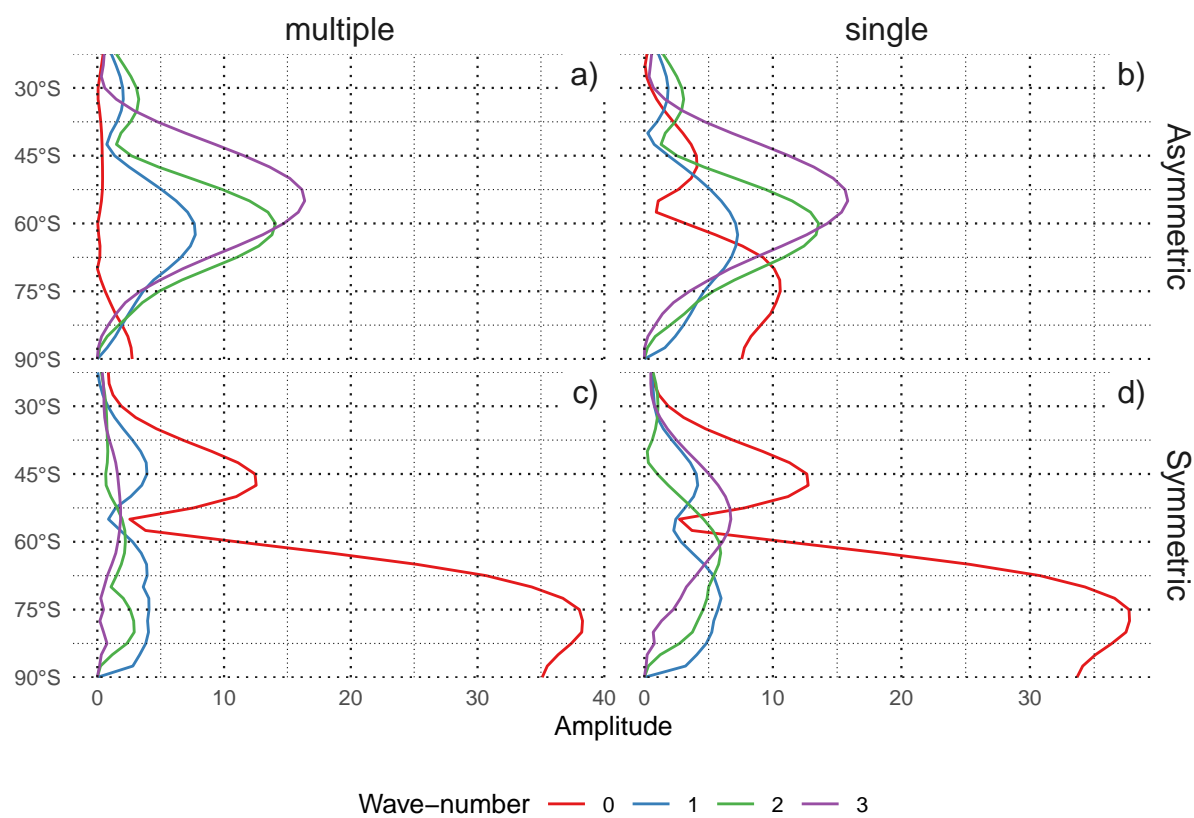 multiple single
a) b)
30°S
45°S
60°S
75°S
90°S
Asymmetric
c) d)
30°S
45°S
60°S
75°S
90°S
Symmetric
0 10 20 30 40 0 10 20 30
Amplitude
Wave−number 0 1 2 3